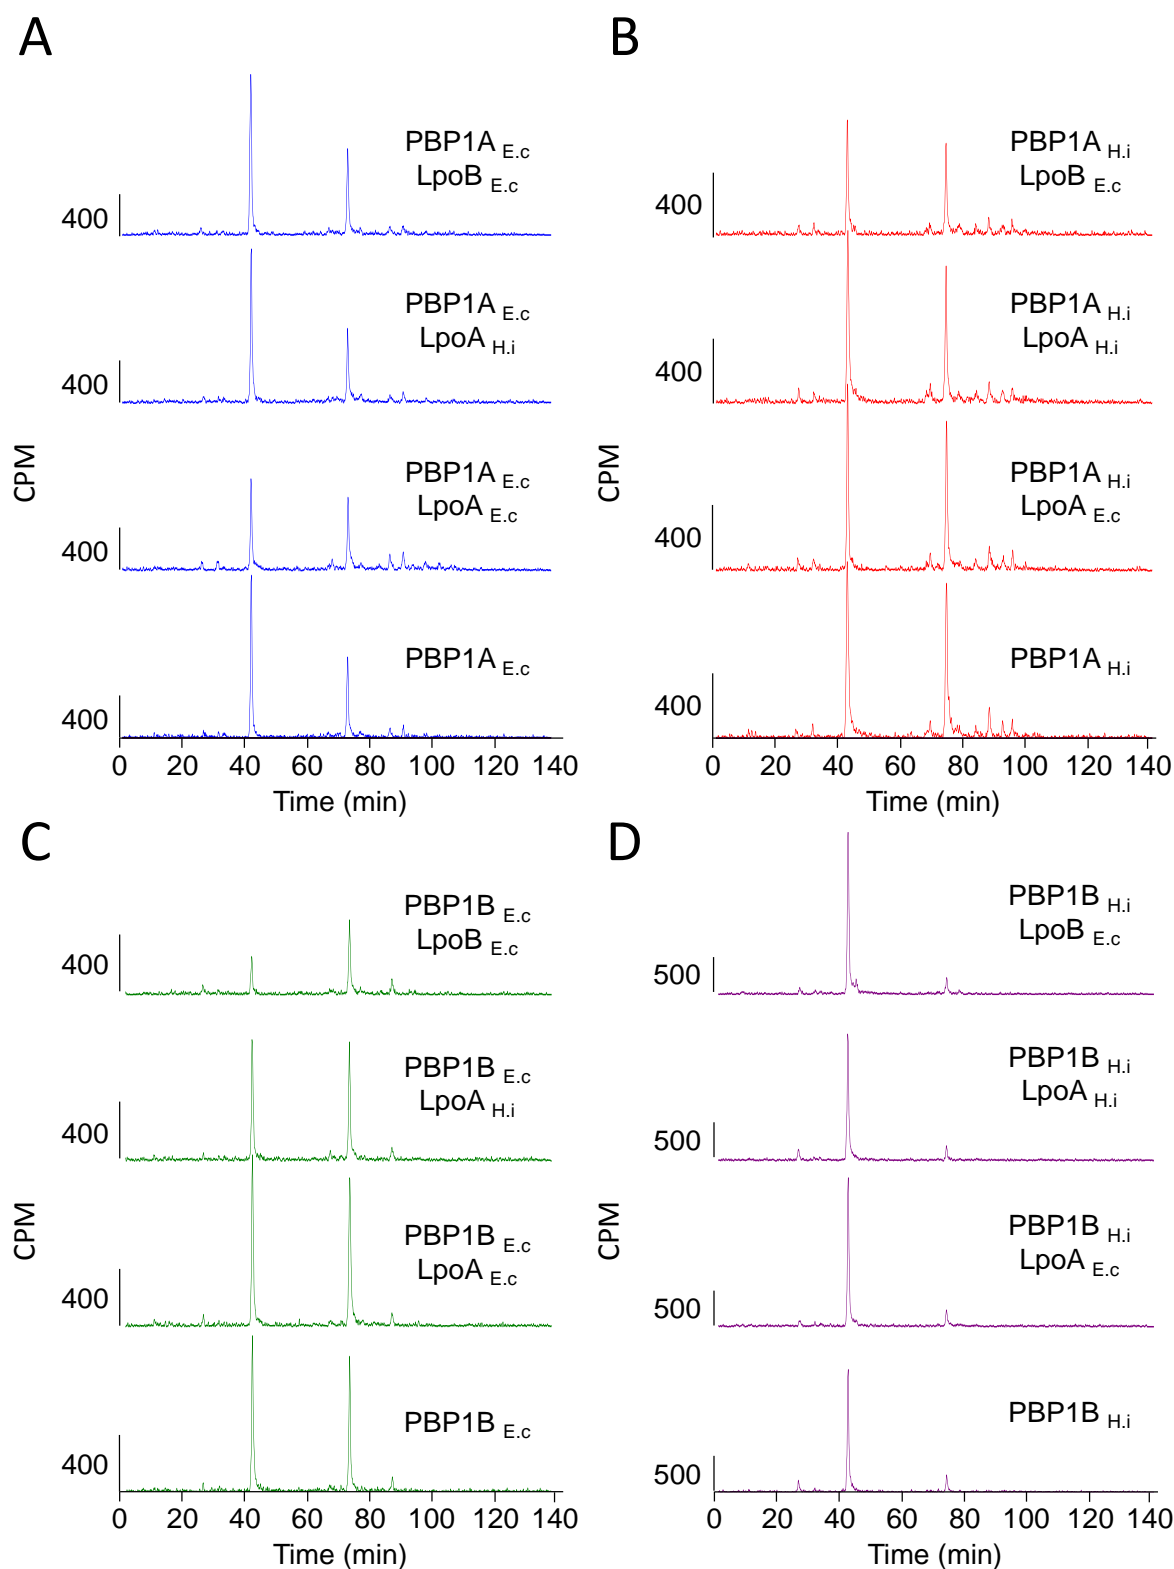 A
PBP1A E.c
LpoB E.c
400
PBP1A E.c
LpoA H.i
400
CPM
PBP1A E.c
LpoA E.c
400
PBP1A E.c
400
0 20 40 60 80 100 120 140
Time (min)
B
PBP1A H.i
LpoB E.c
400
PBP1A H.i
LpoA H.i
400
CPM
PBP1A H.i
LpoA E.c
400
PBP1A H.i
400
0 20 40 60 80 100 120 140
Time (min)
C
PBP1B E.c
LpoB E.c
400
PBP1B E.c
LpoA H.i
400
CPM
PBP1B E.c
LpoA E.c
400
PBP1B E.c
400
0 20 40 60 80 100 120 140
Time (min)
D
PBP1B H.i
LpoB E.c
500
PBP1B H.i
LpoA H.i
500
CPM
PBP1B H.i
LpoA E.c
500
PBP1B H.i
500
0 20 40 60 80 100 120 140
Time (min)